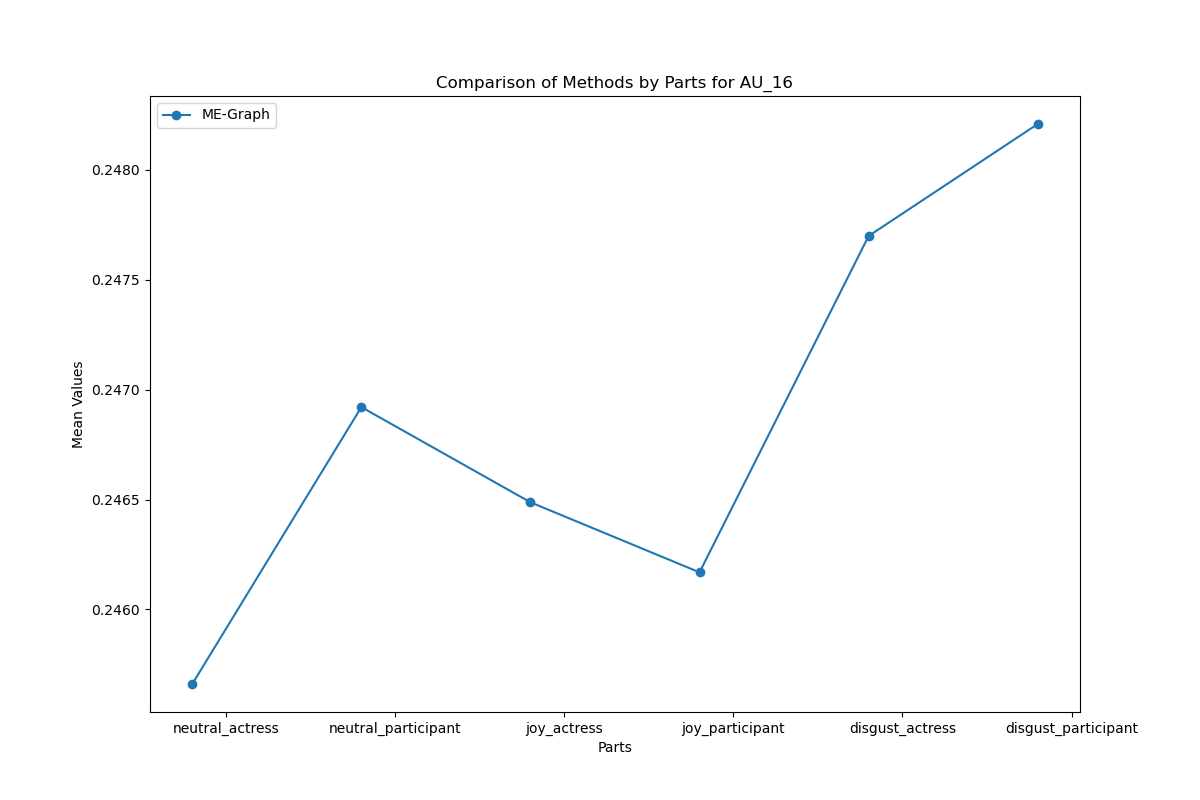 Comparison of Methods by Parts for AU_16
ME-Graph
0.2480
0.2475
0.2470
0.2465
0.2460
Mean Values
neutral_actress
neutral_participant
joy_actress
joy_participant
disgust_actress
disgust_participant
Parts